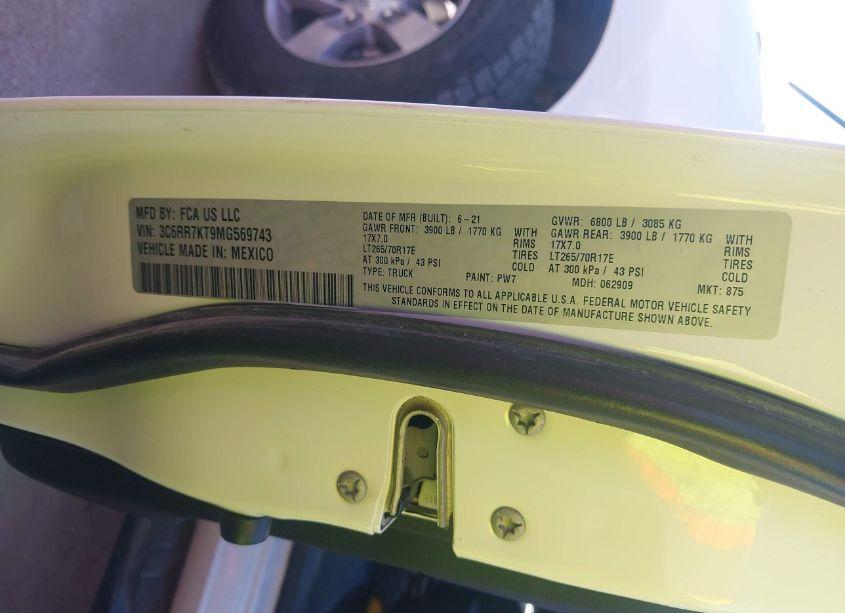 MFD BY: FCA US LLC
VIN: 3C6RR7KT9MG569743
VEHICLE MADE IN: MEXICO
DATE OF MFR (BUILT): 6-21
GAWR FRONT: 3900 LB / 1770 KG WITH
17X7.0 RIMS
LT265/70R17E TIRES
AT 300 kPa / 43 PSI COLD
TYPE: TRUCK PAINT: PW7
GVWR: 6800 LB / 3085 KG
GAWR REAR: 3900 LB / 1770 KG WITH
17X7.0 RIMS
LT265/70R17E TIRES
AT 300 kPa / 43 PSI COLD
MDH: 062909 MKT: 875
THIS VEHICLE CONFORMS TO ALL APPLICABLE U.S.A. FEDERAL MOTOR VEHICLE SAFETY
STANDARDS IN EFFECT ON THE DATE OF MANUFACTURE SHOWN ABOVE.